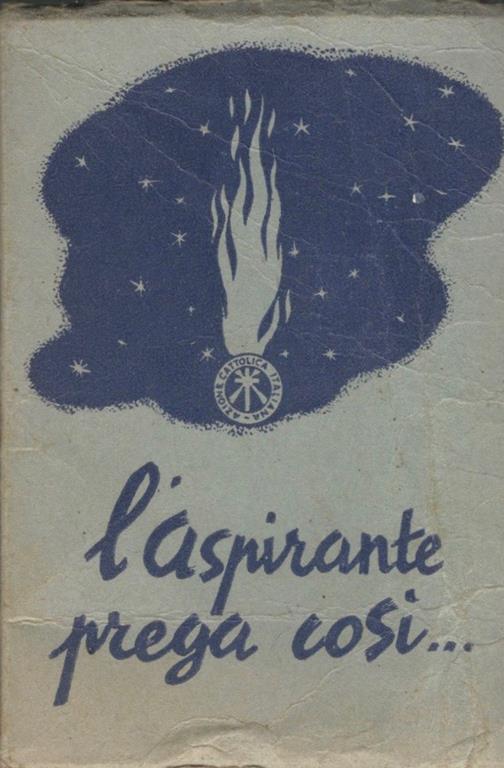 AZIONE CATTOLICA ITALIANA
l'aspirante
prega così...